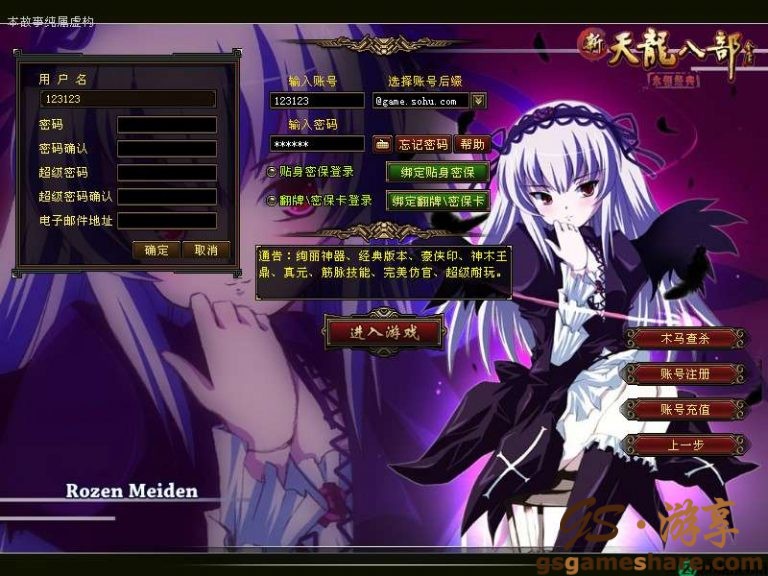 本故事纯属虚构
新天龍八部
永恒经典
用户名
123123
密码
密码确认
超级密码
超级密码确认
电子邮件地址
确定 取消
输入账号 选择账号后缀
123123 @game.sohu.com
输入密码
****** 忘记密码 帮助
贴身密保登录 绑定贴身密保
翻牌\密保卡登录 绑定翻牌\密保卡
通告：绚丽神器、经典版本、豪侠印、神木王
鼎、真元、筋脉技能、完美仿官、超级耐玩。
进入游戏
木马查杀
账号注册
账号充值
上一步
Rozen Meiden
GS·游享
gsgameshare.com